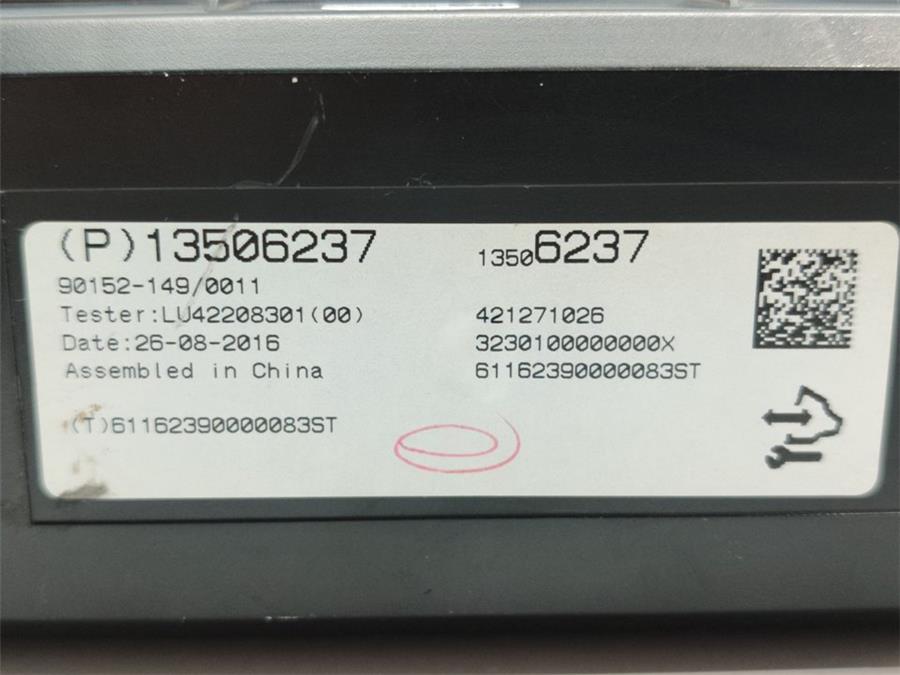 (P)13506237
13506237
90152-149/0011
Tester:LU42208301(00)
421271026
Date:26-08-2016
3230100000000X
Assembled in China
61162390000083ST
(T)61162390000083ST